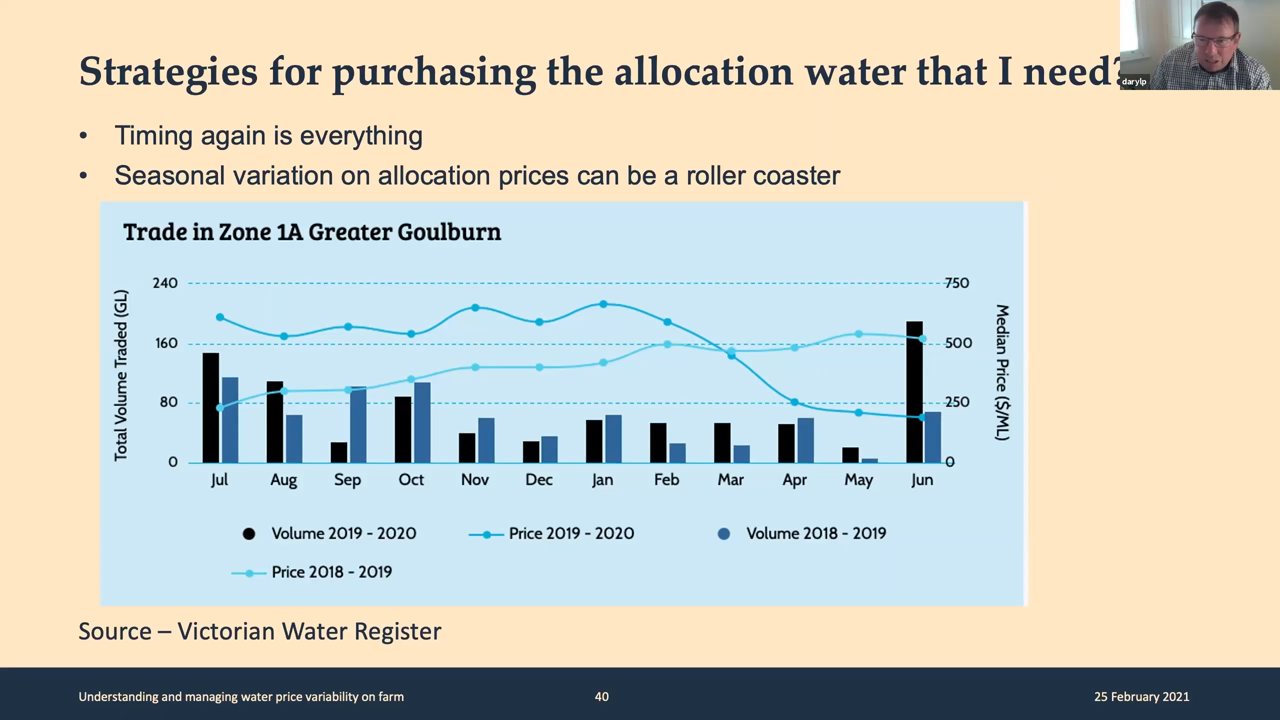 Strategies for purchasing the allocation water that I need?
darylp
• Timing again is everything
• Seasonal variation on allocation prices can be a roller coaster
Trade in Zone 1A Greater Goulburn
Total Volume Traded (GL)
240
160
80
0
750
500
250
0
Median Price ($/ML)
Jul Aug Sep Oct Nov Dec Jan Feb Mar Apr May Jun
Volume 2019 - 2020 Price 2019 - 2020 Volume 2018 - 2019
Price 2018 - 2019
Source – Victorian Water Register
Understanding and managing water price variability on farm 40 25 February 2021